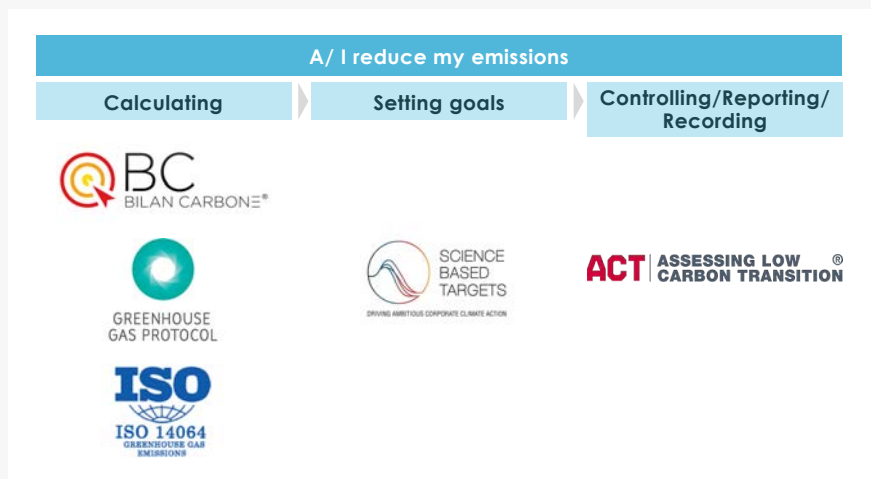 A/ I reduce my emissions
Calculating
Setting goals
Controlling/Reporting/
Recording
BC
BILAN CARBONE®
GREENHOUSE
GAS PROTOCOL
ISO
ISO 14064
GREENHOUSE GAS
EMISSIONS
SCIENCE
BASED
TARGETS
DRIVING AMBITIOUS CORPORATE CLIMATE ACTION
ACT ASSESSING LOW ®
CARBON TRANSITION